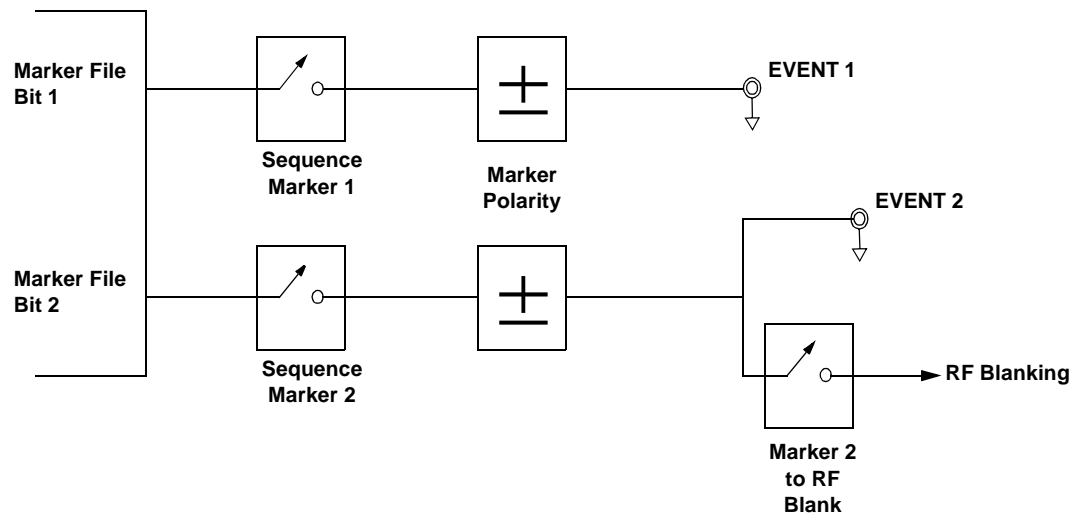 Marker File
Bit 1
Sequence
Marker 1
Marker
Polarity
EVENT 1
Marker File
Bit 2
Sequence
Marker 2
EVENT 2
Marker 2
to RF
Blank
RF Blanking